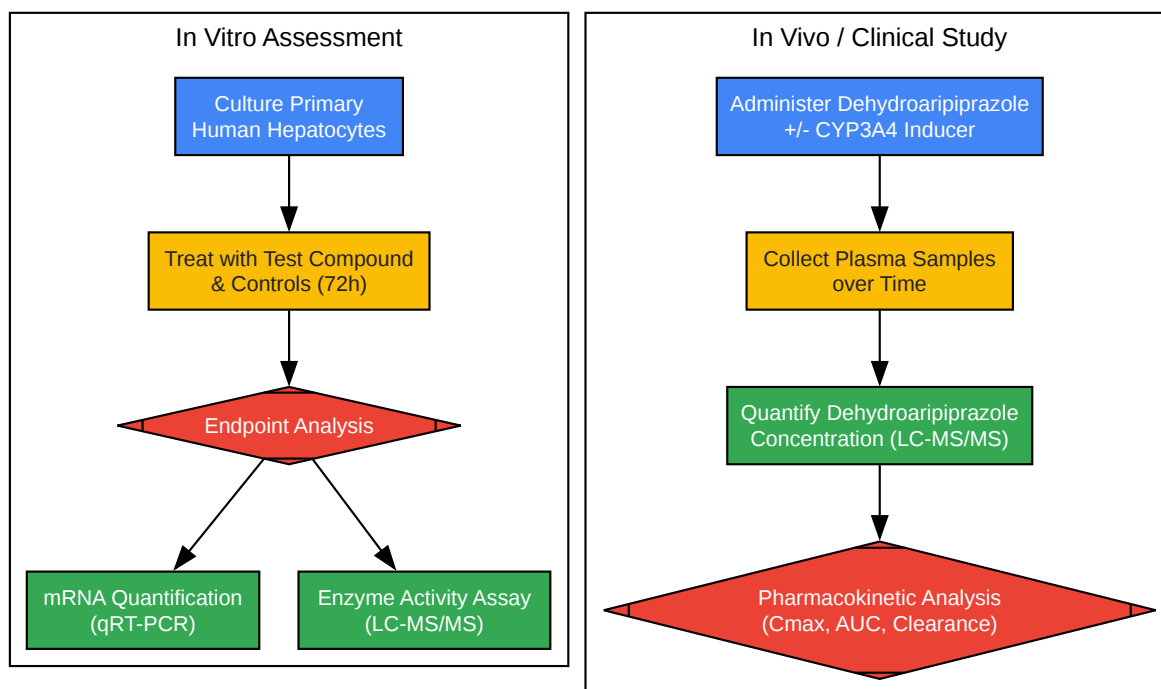 In Vitro Assessment
Culture Primary
Human Hepatocytes
Treat with Test Compound
& Controls (72h)
Endpoint Analysis
mRNA Quantification
(qRT-PCR)
Enzyme Activity Assay
(LC-MS/MS)
In Vivo / Clinical Study
Administer Dehydroaripiprazole
+/- CYP3A4 Inducer
Collect Plasma Samples
over Time
Quantify Dehydroaripiprazole
Concentration (LC-MS/MS)
Pharmacokinetic Analysis
(Cmax, AUC, Clearance)